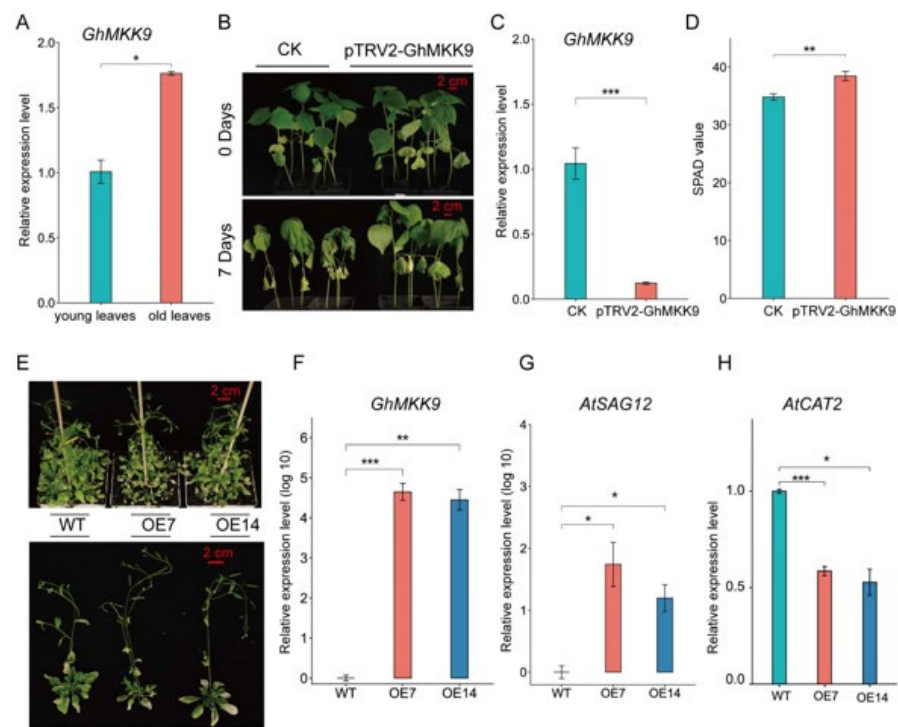 A
GhMKK9
*
Relative expression level
2.0
1.5
1.0
0.5
0.0
young leaves old leaves
B
CK pTRV2-GhMKK9
0 Days
2 cm
2 cm
7 Days
2 cm
2 cm
C
GhMKK9
***
Relative expression level
2.0
1.5
1.0
0.5
0.0
CK pTRV2-GhMKK9
D
**
SPAD value
40
30
20
10
0
CK pTRV2-GhMKK9
E
2 cm
WT OE7 OE14
2 cm
F
GhMKK9
**
***
Relative expression level (log 10)
6
5
4
3
2
1
0
WT OE7 OE14
G
AtSAG12
*
*
Relative expression level (log 10)
4
3
2
1
0
WT OE7 OE14
H
AtCAT2
*
***
Relative expression level
1.0
0.5
0.0
WT OE7 OE14